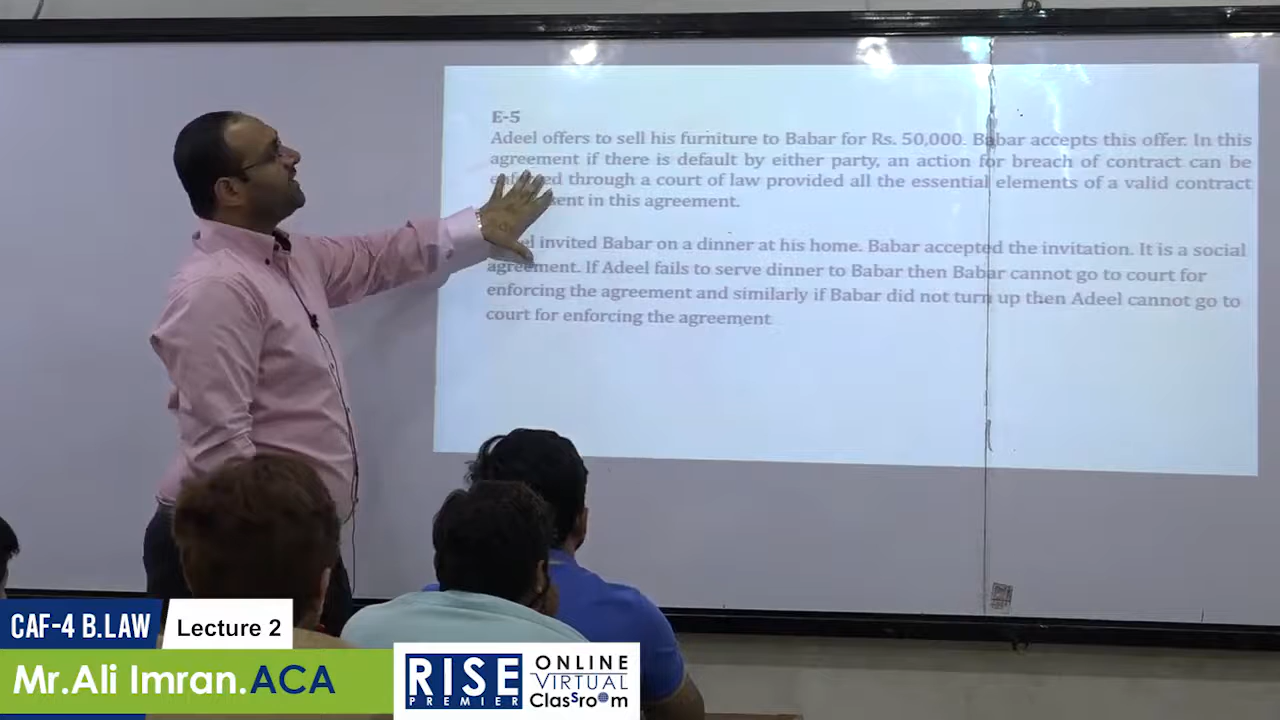 E-5
Adeel offers to sell his furniture to Babar for Rs. 50,000. Babar accepts this offer. In this
agreement if there is default by either party, an action for breach of contract can be
through a court of law provided all the essential elements of a valid contract
in this agreement.
invited Babar on a dinner at his home. Babar accepted the invitation. It is a social
agreement. If Adeel fails to serve dinner to Babar then Babar cannot go to court for
enforcing the agreement and similarly if Babar did not turn up then Adeel cannot go to
court for enforcing the agreement
CAF-4 B.LAW
Lecture 2
Mr.Ali Imran.ACA
RISE
PREMIER
ONLINE
VIRTUAL
Classroom